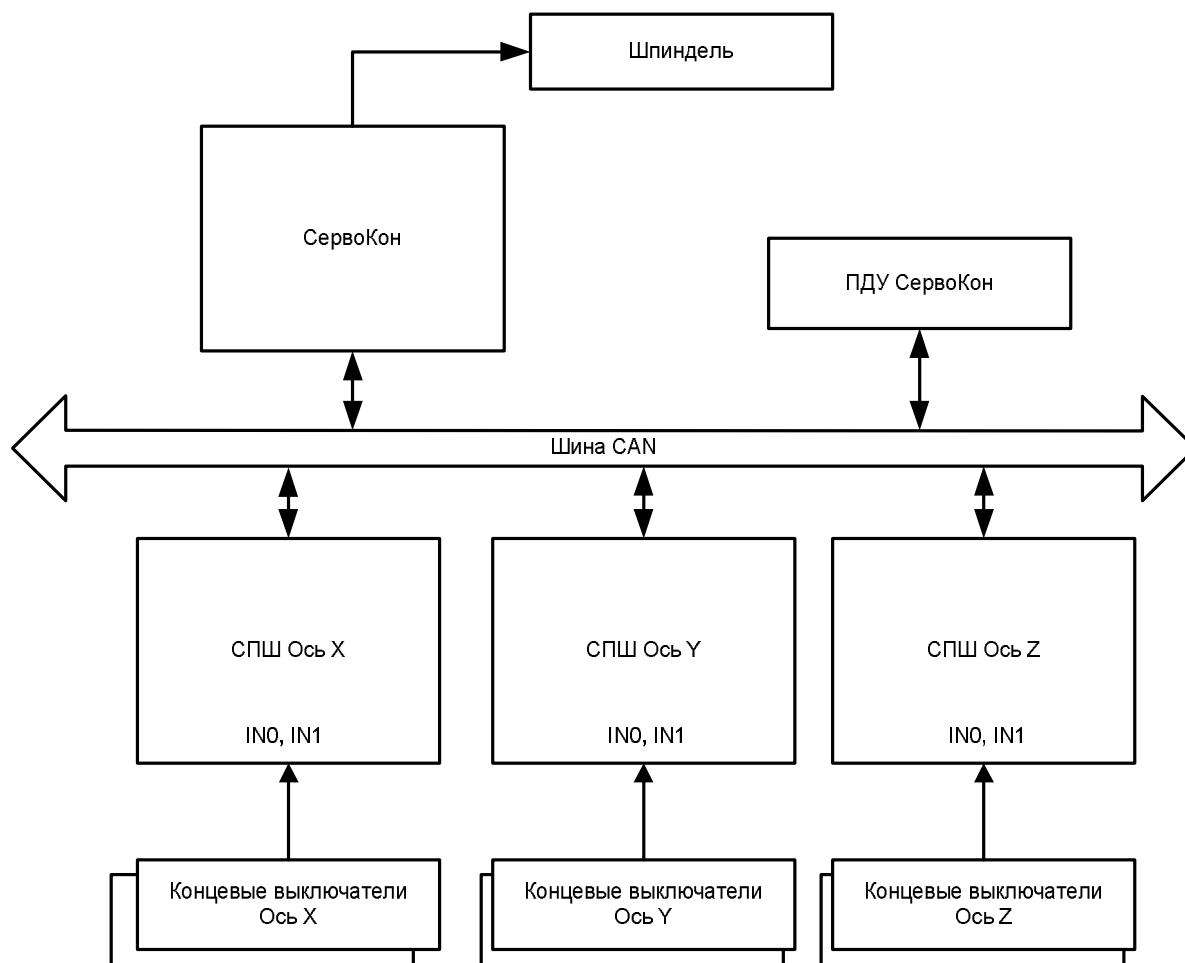 Шпиндель
СервоКон
ПДУ СервоКон
Шина CAN
СПШ Ось X
СПШ Ось Y
СПШ Ось Z
IN0, IN1
IN0, IN1
IN0, IN1
Концевые выключатели
Ось X
Концевые выключатели
Ось Y
Концевые выключатели
Ось Z